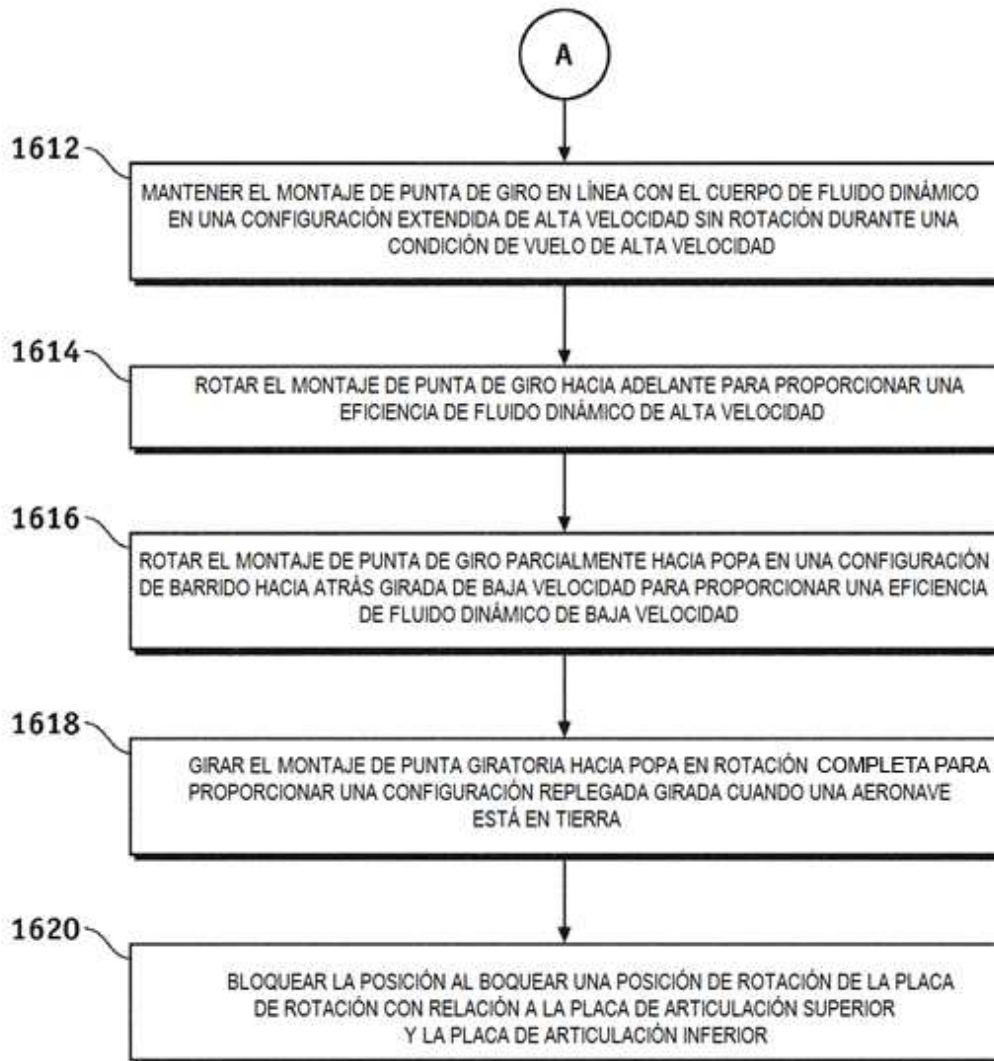 A
1612
MANTENER EL MONTAJE DE PUNTA DE GIRO EN LÍNEA CON EL CUERPO DE FLUIDO DINÁMICO
EN UNA CONFIGURACIÓN EXTENDIDA DE ALTA VELOCIDAD SIN ROTACIÓN DURANTE UNA
CONDICIÓN DE VUELO DE ALTA VELOCIDAD
1614
ROTAR EL MONTAJE DE PUNTA DE GIRO HACIA ADELANTE PARA PROPORCIONAR UNA
EFICIENCIA DE FLUIDO DINÁMICO DE ALTA VELOCIDAD
1616
ROTAR EL MONTAJE DE PUNTA DE GIRO PARCIALMENTE HACIA POPA EN UNA CONFIGURACIÓN
DE BARRIDO HACIA ATRÁS GIRADA DE BAJA VELOCIDAD PARA PROPORCIONAR UNA EFICIENCIA
DE FLUIDO DINÁMICO DE BAJA VELOCIDAD
1618
GIRAR EL MONTAJE DE PUNTA GIRATORIA HACIA POPA EN ROTACIÓN COMPLETA PARA
PROPORCIONAR UNA CONFIGURACIÓN REPLEGADA GIRADA CUANDO UNA AERONAVE
ESTÁ EN TIERRA
1620
BLOQUEAR LA POSICIÓN AL BOQUEAR UNA POSICIÓN DE ROTACIÓN DE LA PLACA
DE ROTACIÓN CON RELACIÓN A LA PLACA DE ARTICULACIÓN SUPERIOR
Y LA PLACA DE ARTICULACIÓN INFERIOR